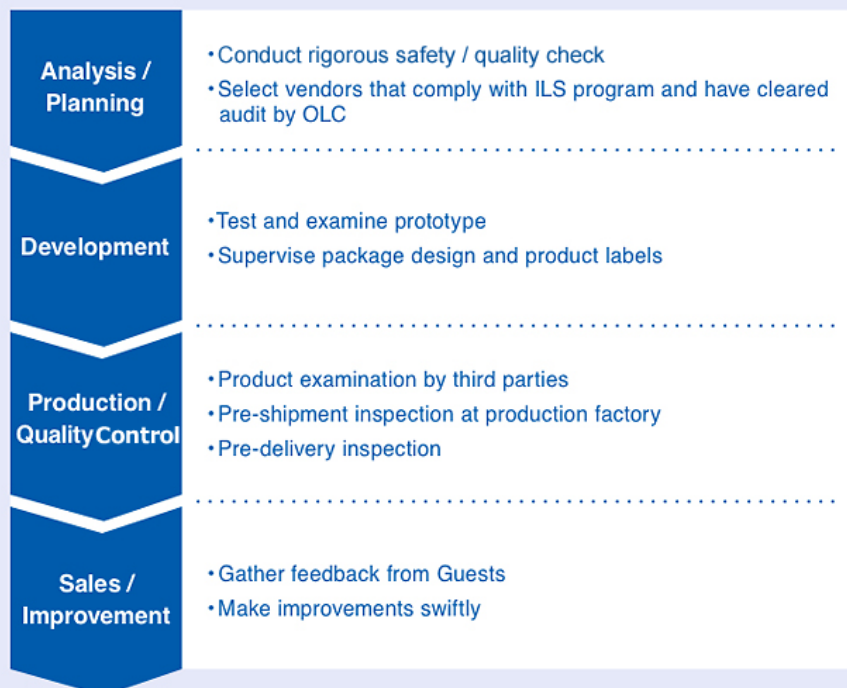 Analysis /
Planning
•Conduct rigorous safety / quality check
•Select vendors that comply with ILS program and have cleared
audit by OLC
Development
•Test and examine prototype
•Supervise package design and product labels
Production /
Quality Control
•Product examination by third parties
•Pre-shipment inspection at production factory
•Pre-delivery inspection
Sales /
Improvement
•Gather feedback from Guests
•Make improvements swiftly